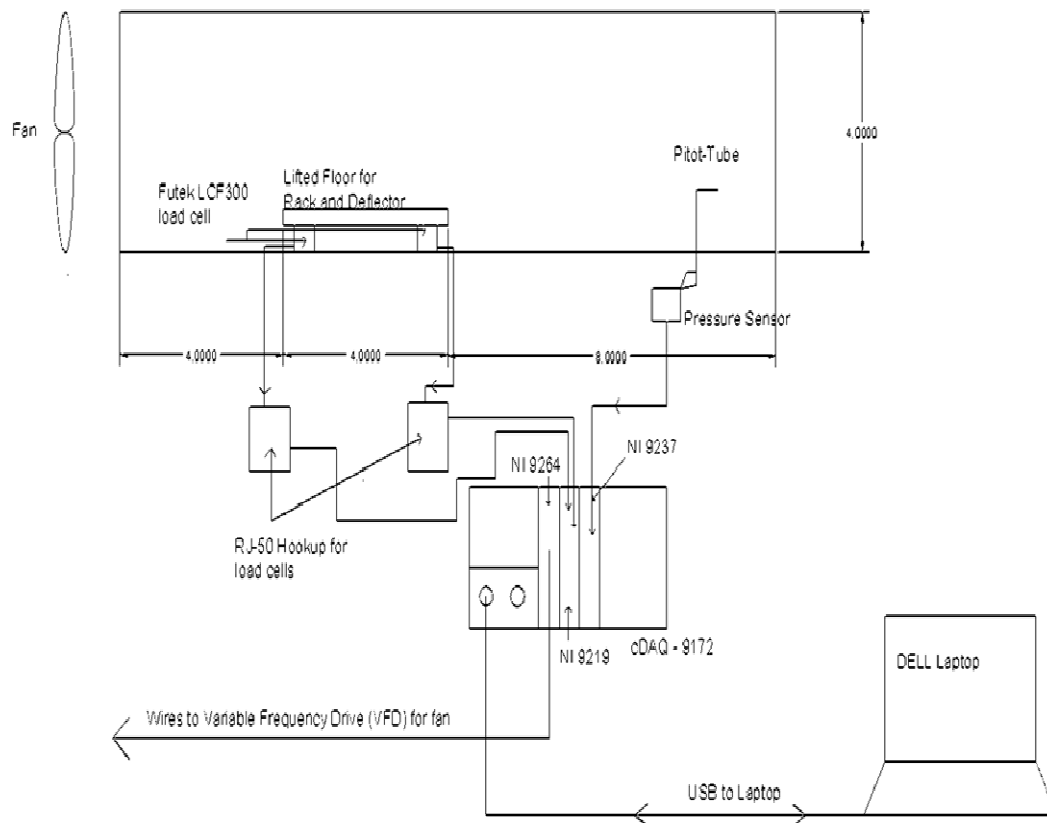 Fan
4.0000
Pitot-Tube
Futek LCF300
load cell
Lifted Floor for
Rack and Deflector
Pressure Sensor
4.0000
4.0000
8.0000
NI 9264
NI 9237
RJ-50 Hookup for
load cells
NI 9219
cDAQ - 9172
DELL Laptop
Wires to Variable Frequency Drive (VFD) for fan
USB to Laptop